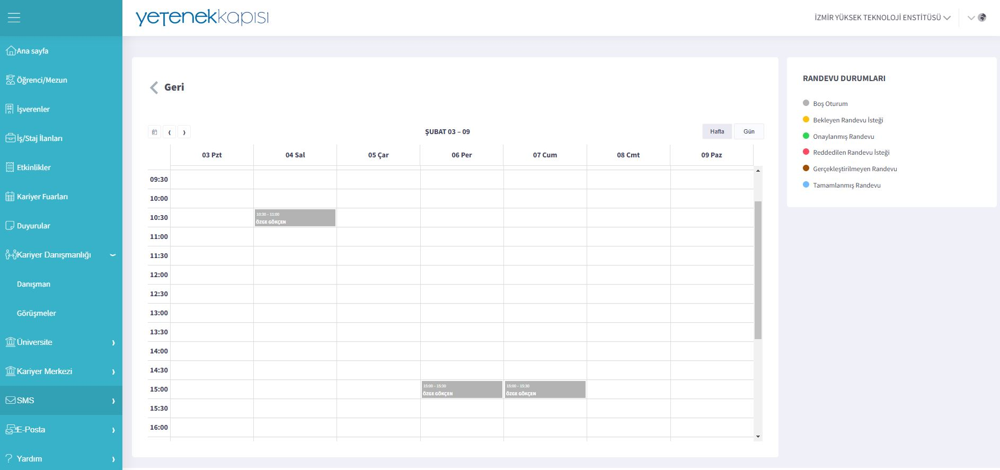 yetenekkapısı
İZMİR YÜKSEK TEKNOLOJİ ENSTİTÜSÜ
Ana sayfa
Öğrenci/Mezun
İşverenler
İş/Staj İlanları
Etkinlikler
Kariyer Fuarları
Duyurular
Kariyer Danışmanlığı
Danışman
Görüşmeler
Üniversite
Kariyer Merkezi
SMS
E-Posta
Yardım
Geri
ŞUBAT 03 – 09
Hafta
Gün
03 Pzt
04 Sal
05 Çar
06 Per
07 Cum
08 Cmt
09 Paz
09:30
10:00
10:30
10:30 – 11:00
ÖZGE GÖKÇEN
11:00
11:30
12:00
12:30
13:00
13:30
14:00
14:30
15:00
15:00 – 15:30
ÖZGE GÖKÇEN
15:00 – 15:30
ÖZGE GÖKÇEN
15:30
16:00
RANDEVU DURUMLARI
Boş Oturum
Bekleyen Randevu İsteği
Onaylanmış Randevu
Reddedilen Randevu İsteği
Gerçekleştirilmeyen Randevu
Tamamlanmış Randevu